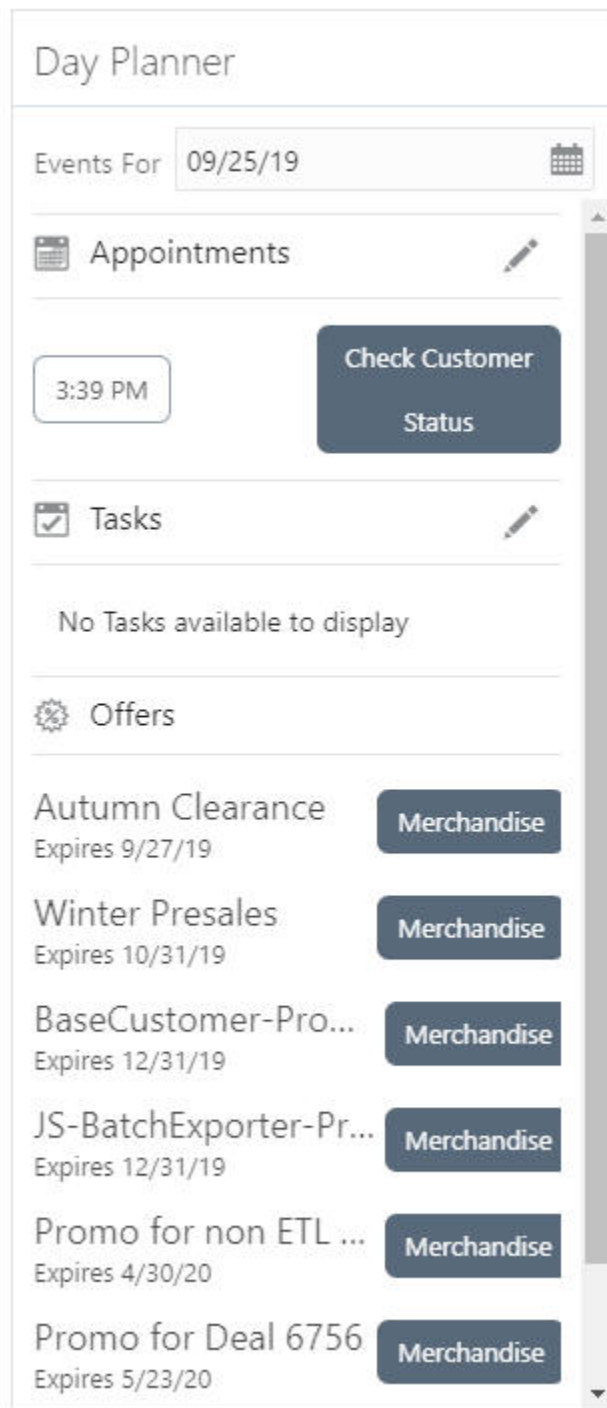 Day Planner
Events For 09/25/19
Appointments
3:39 PM
Check Customer
Status
Tasks
No Tasks available to display
Offers
Autumn Clearance
Expires 9/27/19
Merchandise
Winter Presales
Expires 10/31/19
Merchandise
BaseCustomer-Pro...
Expires 12/31/19
Merchandise
JS-BatchExporter-Pr...
Expires 12/31/19
Merchandise
Promo for non ETL ...
Expires 4/30/20
Merchandise
Promo for Deal 6756
Expires 5/23/20
Merchandise